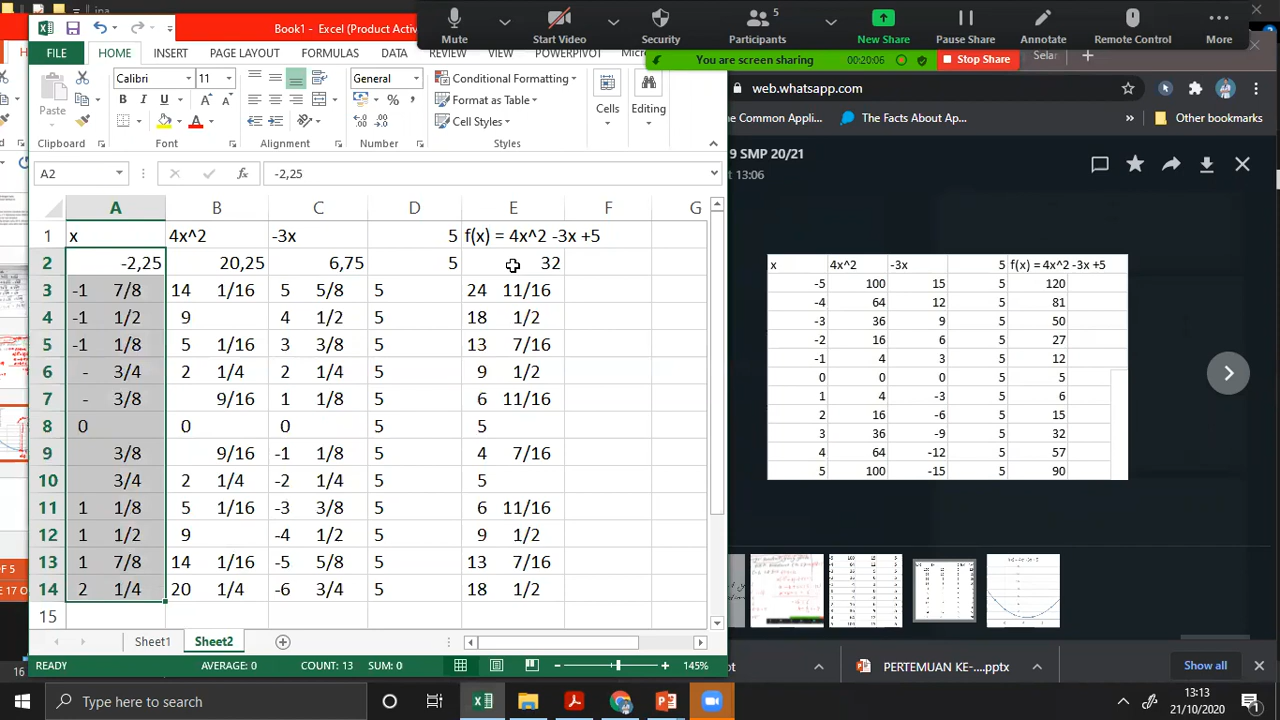 Book1 - Excel (Product Activ
Mute
Start Video
Security
5
Participants
New Share
Pause Share
Annotate
Remote Control
More
You are screen sharing
00:20:06
Stop Share
FILE
HOME
INSERT
PAGE LAYOUT
FORMULAS
DATA
REVIEW
VIEW
POWERPIVOT
Paste
Calibri
11
General
Conditional Formatting
Format as Table
Cell Styles
Cells
Editing
Clipboard
Font
Alignment
Number
Styles
A2
-2,25
A B C D E F G
1 x 4x^2 -3x 5 f(x) = 4x^2 -3x +5
2 -2,25 20,25 6,75 5 32
3 -1 7/8 14 1/16 5 5/8 5 24 11/16
4 -1 1/2 9 4 1/2 5 18 1/2
5 -1 1/8 5 1/16 3 3/8 5 13 7/16
6 - 3/4 2 1/4 2 1/4 5 9 1/2
7 - 3/8 9/16 1 1/8 5 6 11/16
8 0 0 0 5 5
9 3/8 9/16 -1 1/8 5 4 7/16
10 3/4 2 1/4 -2 1/4 5 5
11 1 1/8 5 1/16 -3 3/8 5 6 11/16
12 1 1/2 9 -4 1/2 5 9 1/2
13 1 7/8 14 1/16 -5 5/8 5 13 7/16
14 2 1/4 20 1/4 -6 3/4 5 18 1/2
15
Sheet1
Sheet2
READY
AVERAGE: 0
COUNT: 13
SUM: 0
145%
web.whatsapp.com
he Common Applic...
The Facts About Ap...
Other bookmarks
9 SMP 20/21
t 13:06
x 4x^2 -3x 5 f(x) = 4x^2 -3x +5
-5 100 15 5 120
-4 64 12 5 81
-3 36 9 5 50
-2 16 6 5 27
-1 4 3 5 12
0 0 0 5 5
1 4 -3 5 6
2 16 -6 5 15
3 36 -9 5 32
4 64 -12 5 57
5 100 -15 5 90
PERTEMUAN KE-....pptx
Show all
OF 5
17 O
16
Type here to search
13:13
21/10/2020